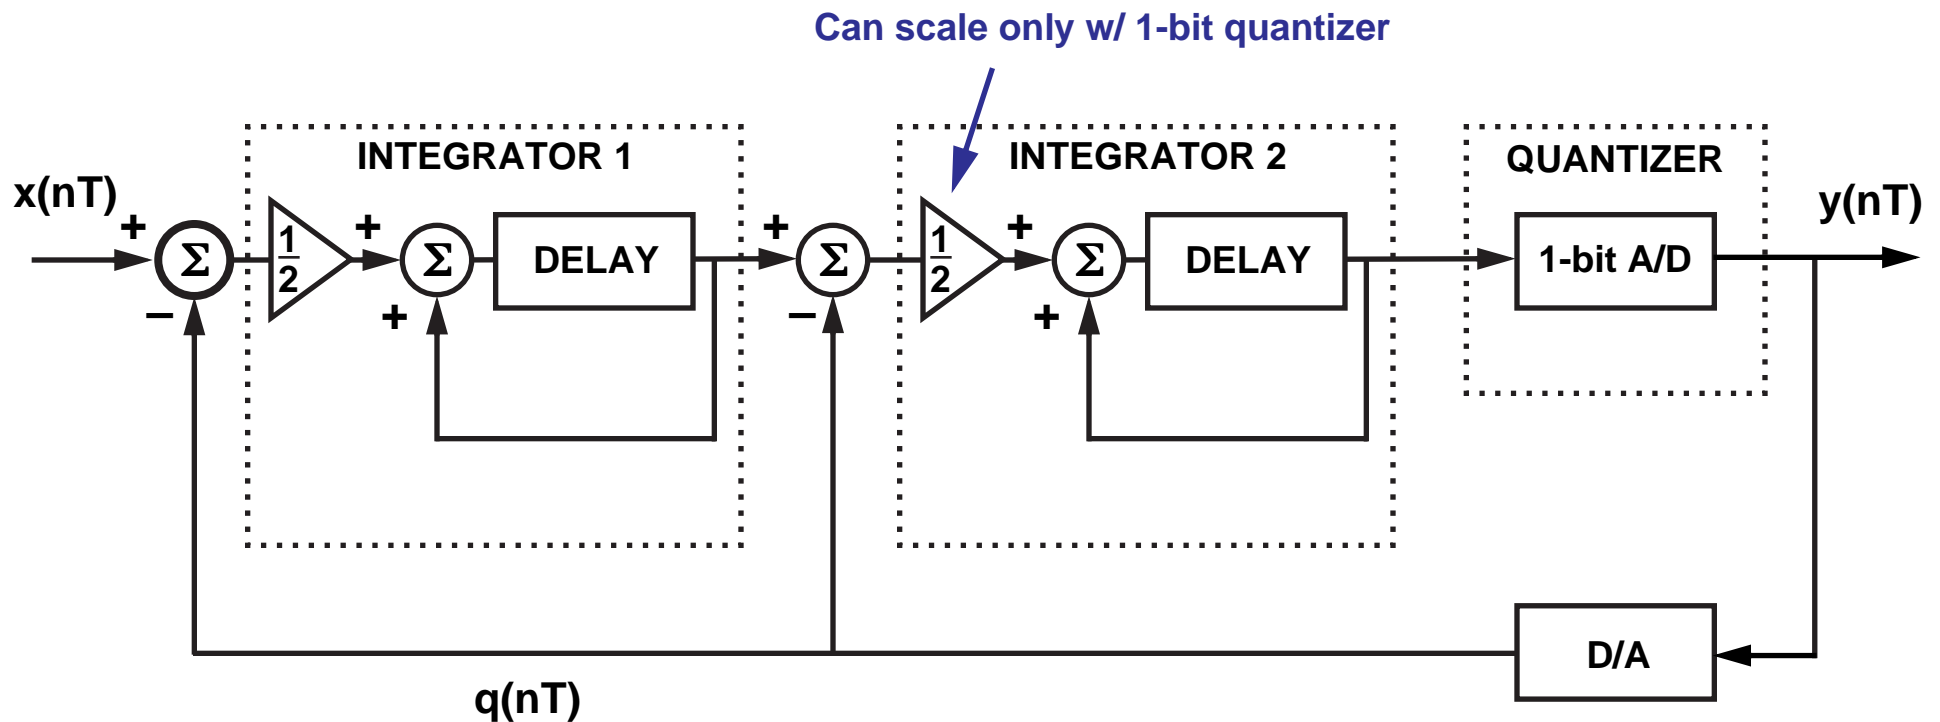 Can scale only w/ 1-bit quantizer
INTEGRATOR 1
INTEGRATOR 2
QUANTIZER
x(nT)
y(nT)
+
−
Σ
1
2
+
+
Σ
DELAY
+
−
Σ
1
2
+
+
Σ
DELAY
1-bit A/D
D/A
q(nT)